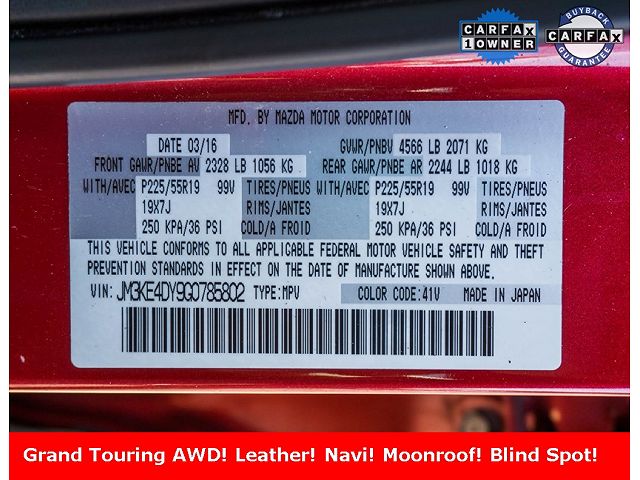 CARFAX
1 OWNER
BUYBACK
CARFAX
GUARANTEE
MFD. BY MAZDA MOTOR CORPORATION
DATE 03/16 GVWR/PNBV 4566 LB 2071 KG
FRONT GAWR/PNBE AV 2328 LB 1056 KG REAR GAWR/PNBE AR 2244 LB 1018 KG
WITH/AVEC P225/55R19 99V TIRES/PNEUS WITH/AVEC P225/55R19 99V TIRES/PNEUS
19X7J RIMS/JANTES 19X7J RIMS/JANTES
250 KPA/36 PSI COLD/A FROID 250 KPA/36 PSI COLD/A FROID
THIS VEHICLE CONFORMS TO ALL APPLICABLE FEDERAL MOTOR VEHICLE SAFETY AND THEFT
PREVENTION STANDARDS IN EFFECT ON THE DATE OF MANUFACTURE SHOWN ABOVE.
VIN: JM3KE4DY9G0785802 TYPE:MPV COLOR CODE:41V MADE IN JAPAN
Grand Touring AWD! Leather! Navi! Moonroof! Blind Spot!